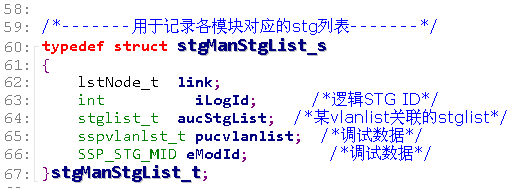 58:
59: /*-------用于记录各模块对应的stg列表-------*/
60: typedef struct stgManStgList_s
61: {
62:     lstNode_t  link;
63:     int        iLogId;      /*逻辑STG ID*/
64:     stglist_t  aucStgList;  /*某vlanlist关联的stglist*/
65:     sspvlanlst_t pucvlanlist;  /*调试数据*/
66:     SSP_STG_MID eModId;         /*调试数据*/
67: }stgManStgList_t;